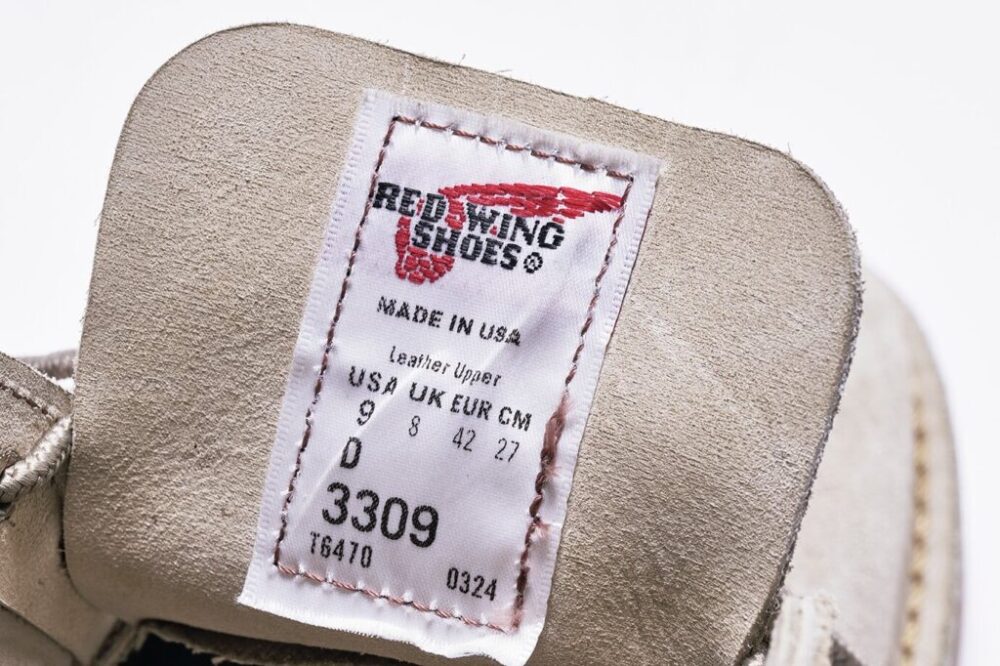 RED WING
SHOES®
MADE IN USA
Leather Upper
USA UK EUR CM
9 8 42 27
D
3309
T6470
0324